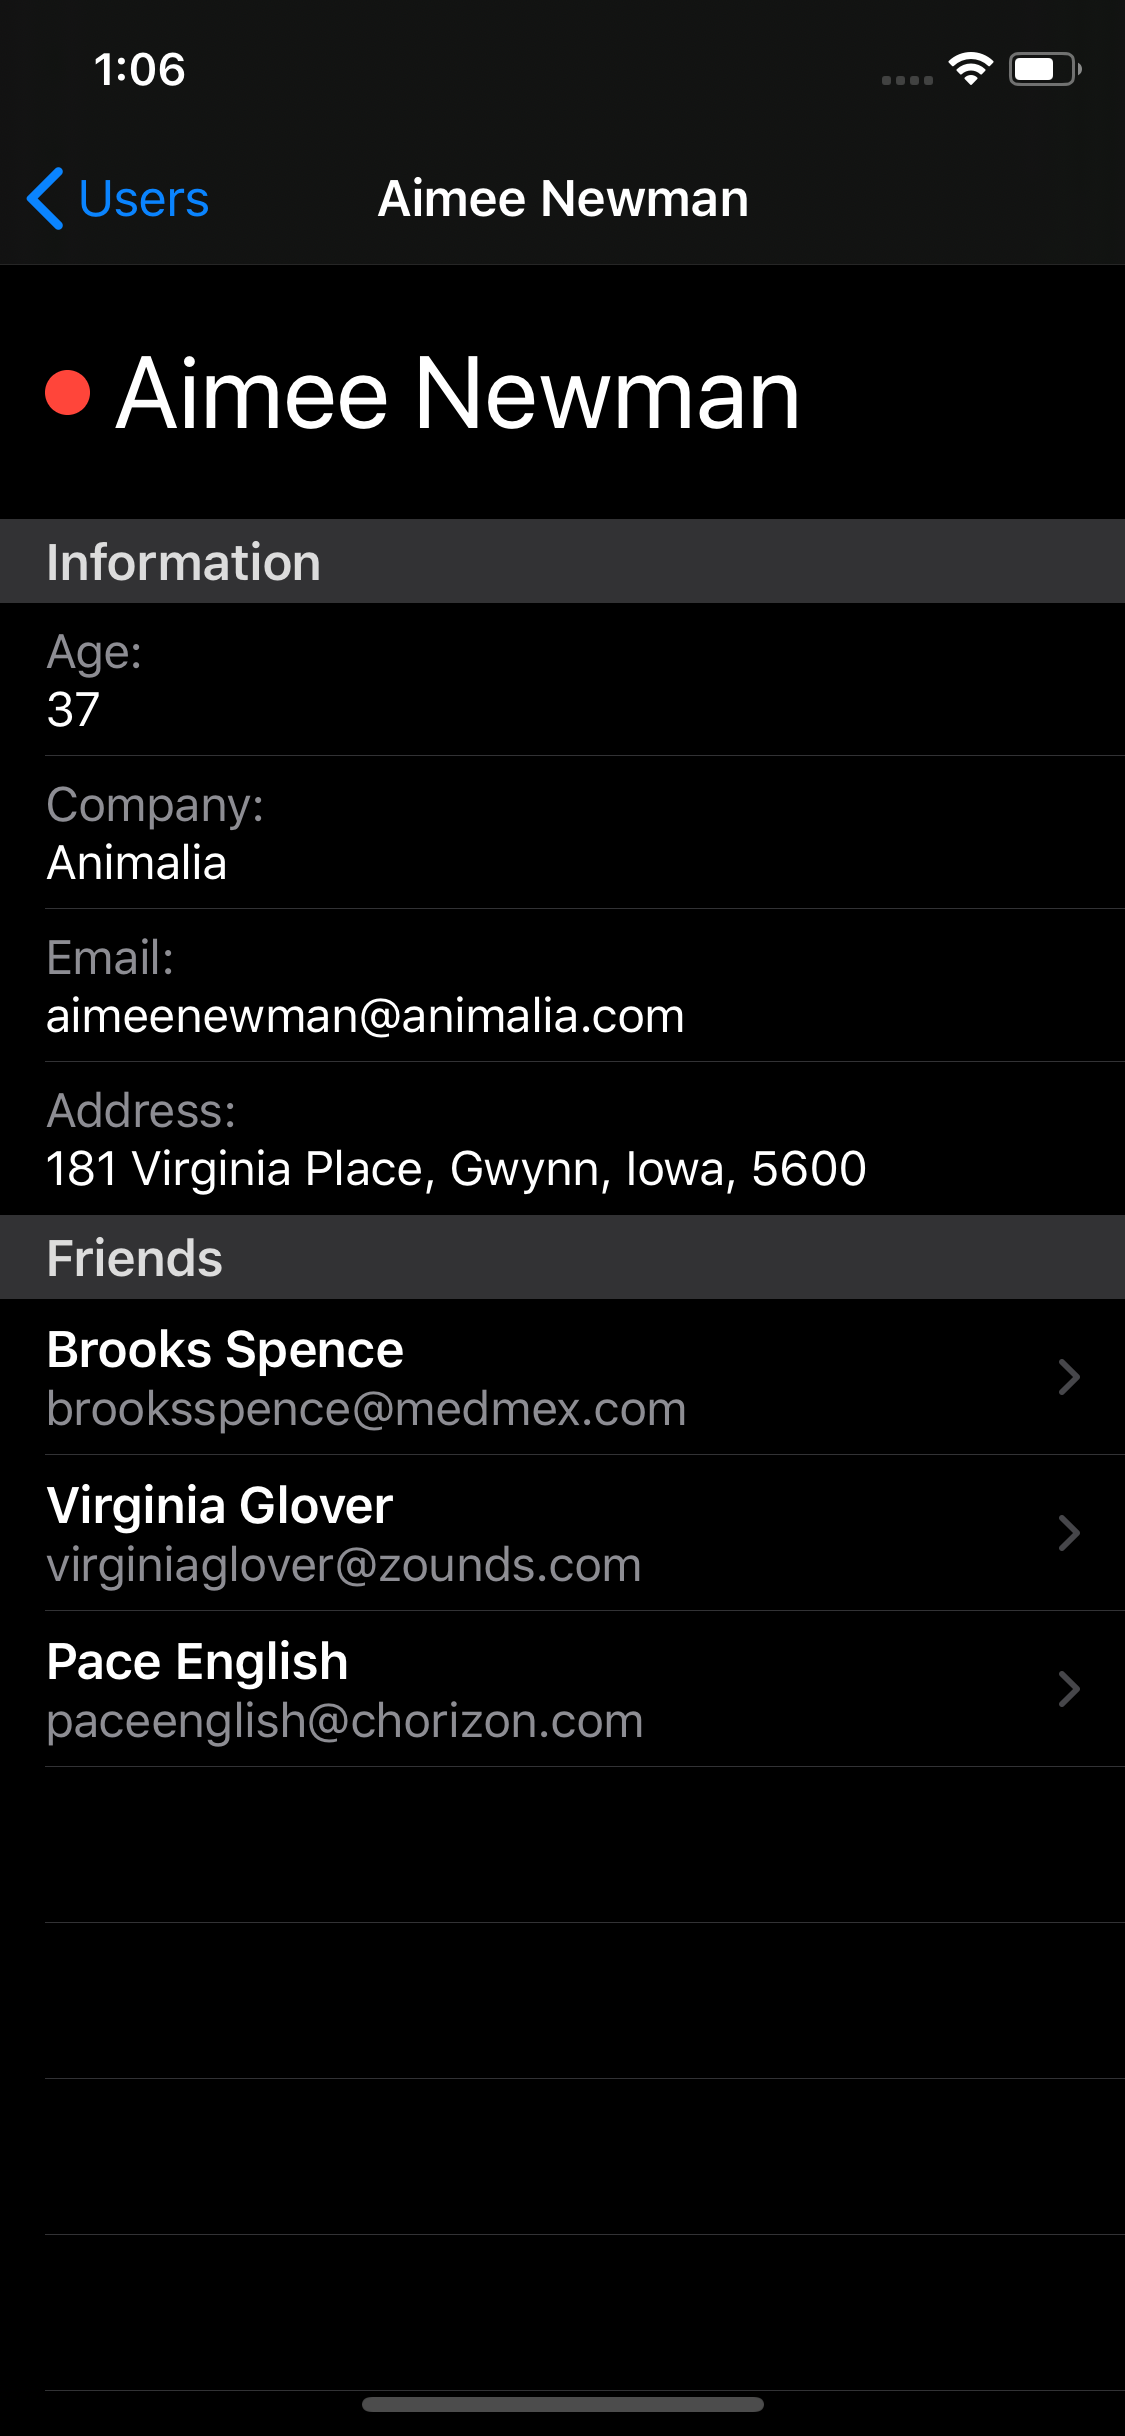 1:06
Users
Aimee Newman
Aimee Newman
Information
Age:
37
Company:
Animalia
Email:
aimeenewman@animalia.com
Address:
181 Virginia Place, Gwynn, Iowa, 5600
Friends
Brooks Spence
brooksspence@medmex.com
Virginia Glover
virginiaglover@zounds.com
Pace English
paceenglish@chorizon.com